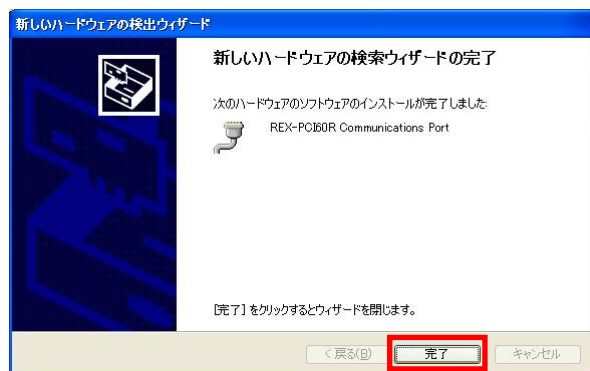 新しいハードウェアの検出ウィザード
新しいハードウェアの検索ウィザードの完了
次のハードウェアのソフトウェアのインストールが完了しました:
REX-PCI60R Communications Port
[完了] をクリックするとウィザードを閉じます。
< 戻る(B)
完了
キャンセル